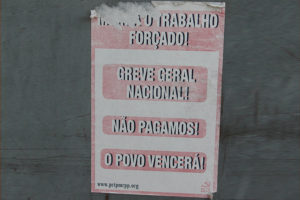 O TRABALHO
FORÇADO!
GREVE GERAL
NACIONAL!
NÃO PAGAMOS!
O POVO VENCERÁ!